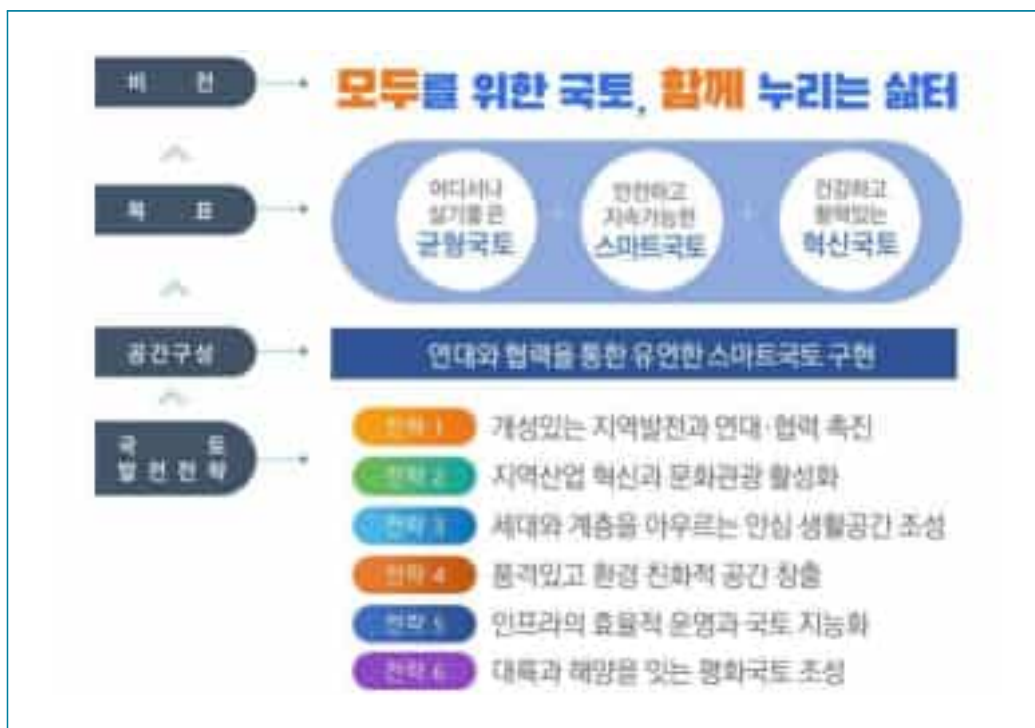 비 전
모두를 위한 국토, 함께 누리는 삶터
목 표
어디서나
살기좋은
균형국토
안전하고
지속가능한
스마트국토
건강하고
활력있는
혁신국토
공간구상
연대와 협력을 통한 유연한 스마트국토 구현
국 토
발전전략
전략 1 개성있는 지역발전과 연대·협력 촉진
전략 2 지역산업 혁신과 문화관광 활성화
전략 3 세대와 계층을 아우르는 안심 생활공간 조성
전략 4 품격있고 환경 친화적 공간 창출
전략 5 인프라의 효율적 운영과 국토 지능화
전략 6 대륙과 해양을 잇는 평화국토 조성